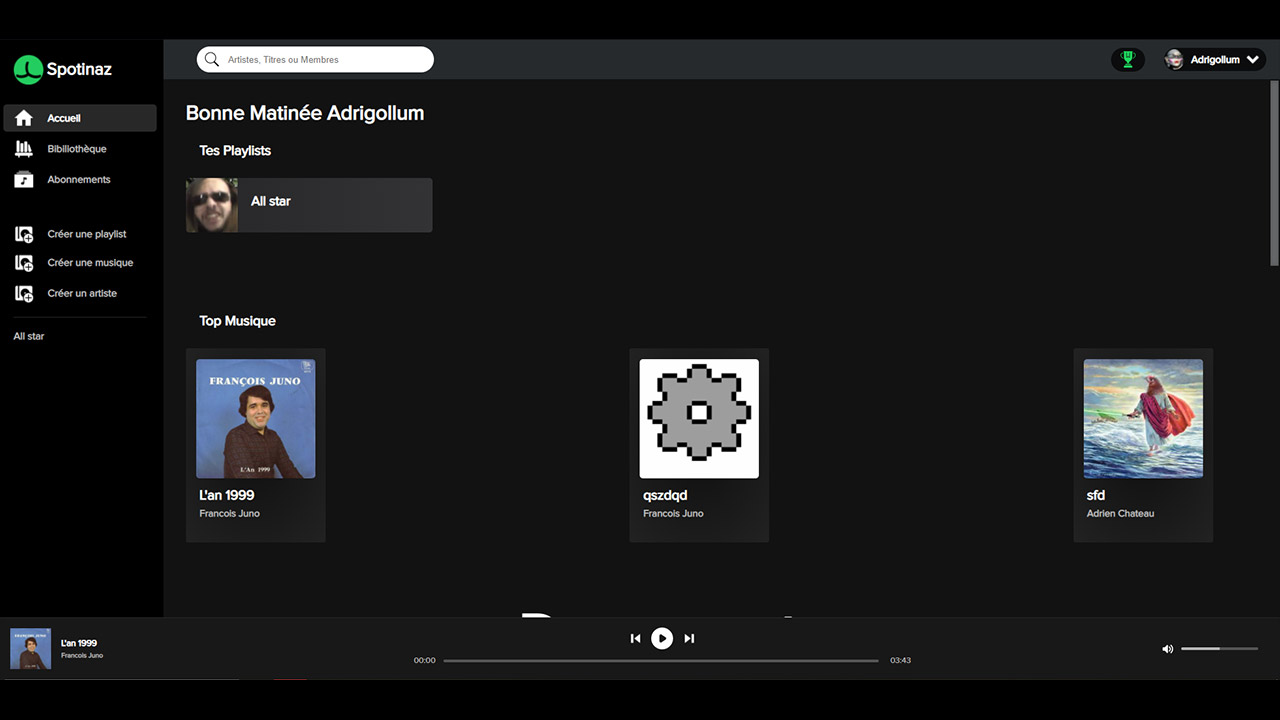 Spotinaz
Artistes, Titres ou Membres
Adrigollum
Accueil
Bibiliothèque
Abonnements
Créer une playlist
Créer une musique
Créer un artiste
All star
Bonne Matinée Adrigollum
Tes Playlists
All star
Top Musique
FRANÇOIS JUNO
L'An 1999
L'an 1999
Francois Juno
qszdqd
Francois Juno
sfd
Adrien Chateau
L'an 1999
Francois Juno
00:00
03:43